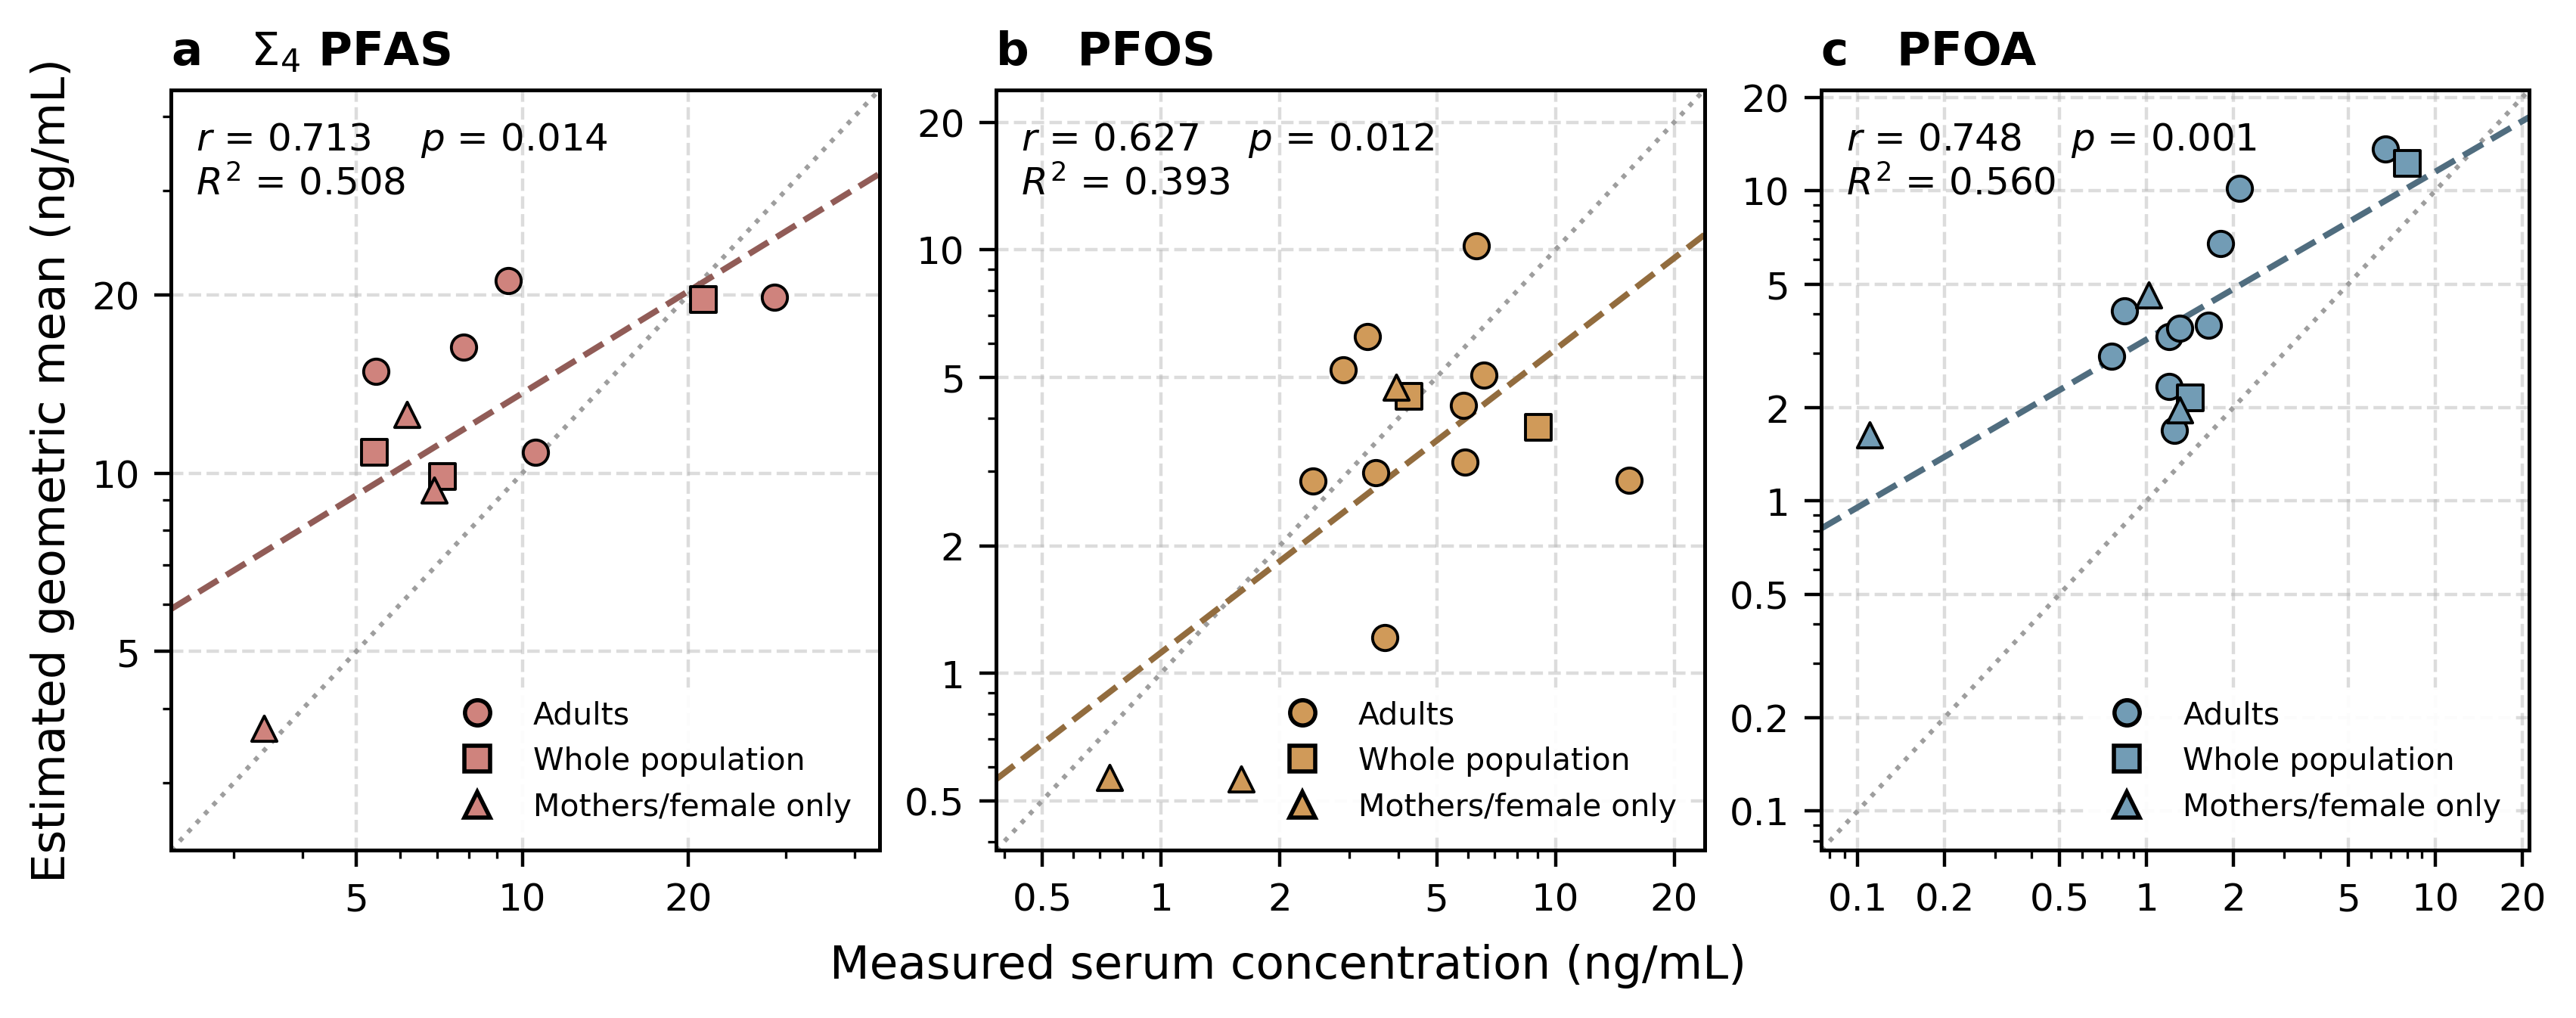 a Σ4 PFAS
r = 0.713 p = 0.014
R2 = 0.508
20
10
5
5 10 20
Adults
Whole population
Mothers/female only
b PFOS
r = 0.627 p = 0.012
R2 = 0.393
20
10
5
2
1
0.5
0.5 1 2 5 10 20
Adults
Whole population
Mothers/female only
c PFOA
r = 0.748 p = 0.001
R2 = 0.560
20
10
5
2
1
0.5
0.2
0.1
0.1 0.2 0.5 1 2 5 10 20
Adults
Whole population
Mothers/female only
Estimated geometric mean (ng/mL)
Measured serum concentration (ng/mL)